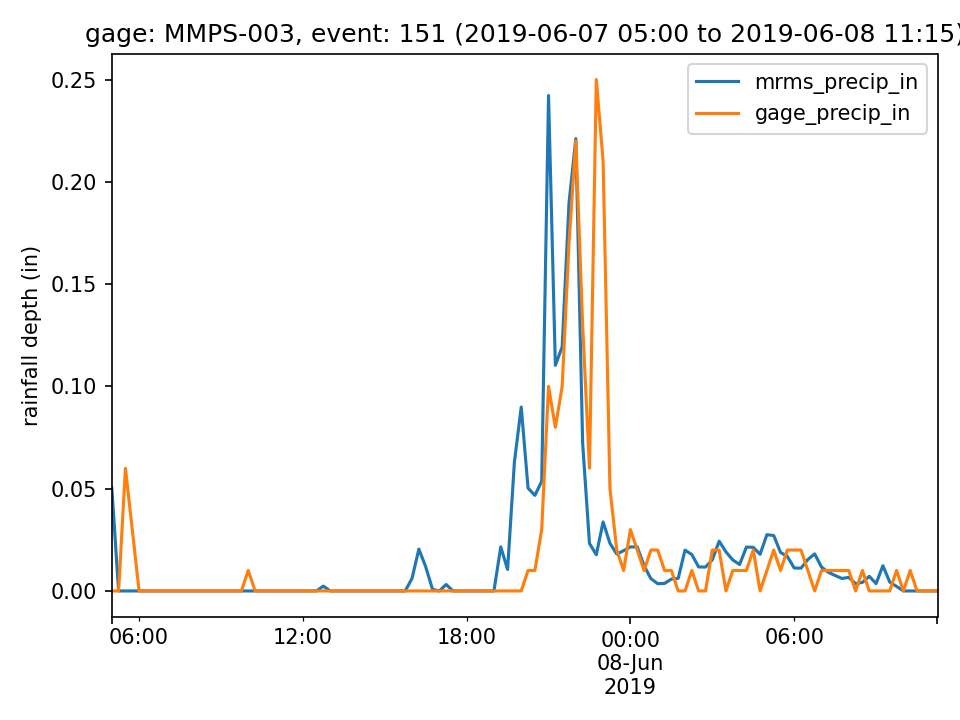 gage: MMPS-003, event: 151 (2019-06-07 05:00 to 2019-06-08 11:15)
mrms_precip_in
gage_precip_in
rainfall depth (in)
0.25
0.20
0.15
0.10
0.05
0.00
06:00 12:00 18:00 00:00 06:00
08-Jun
2019